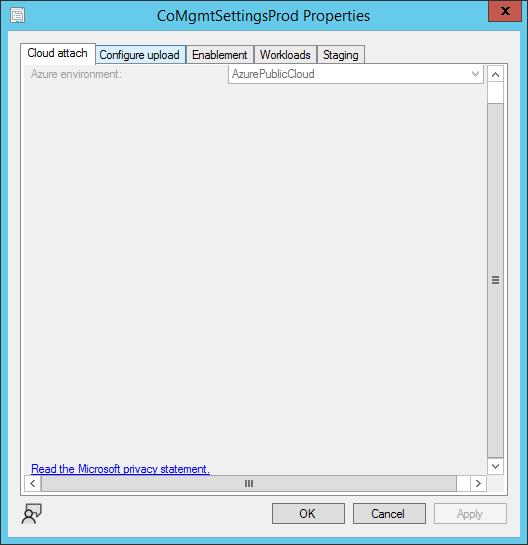 CoMgmtSettingsProd Properties
x
Cloud attach Configure upload Enablement Workloads Staging
Azure environment: AzurePublicCloud
Read the Microsoft privacy statement.
OK Cancel Apply